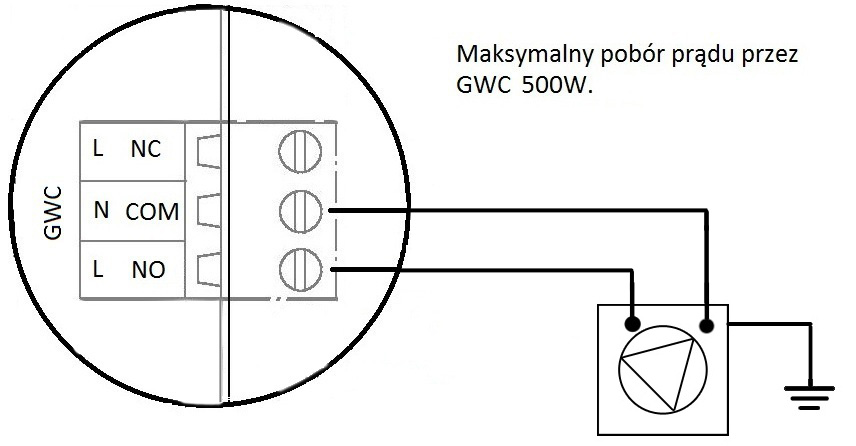 Maksymalny pobór prądu przez
GWC 500W.
GWC
L NC
N COM
L NO